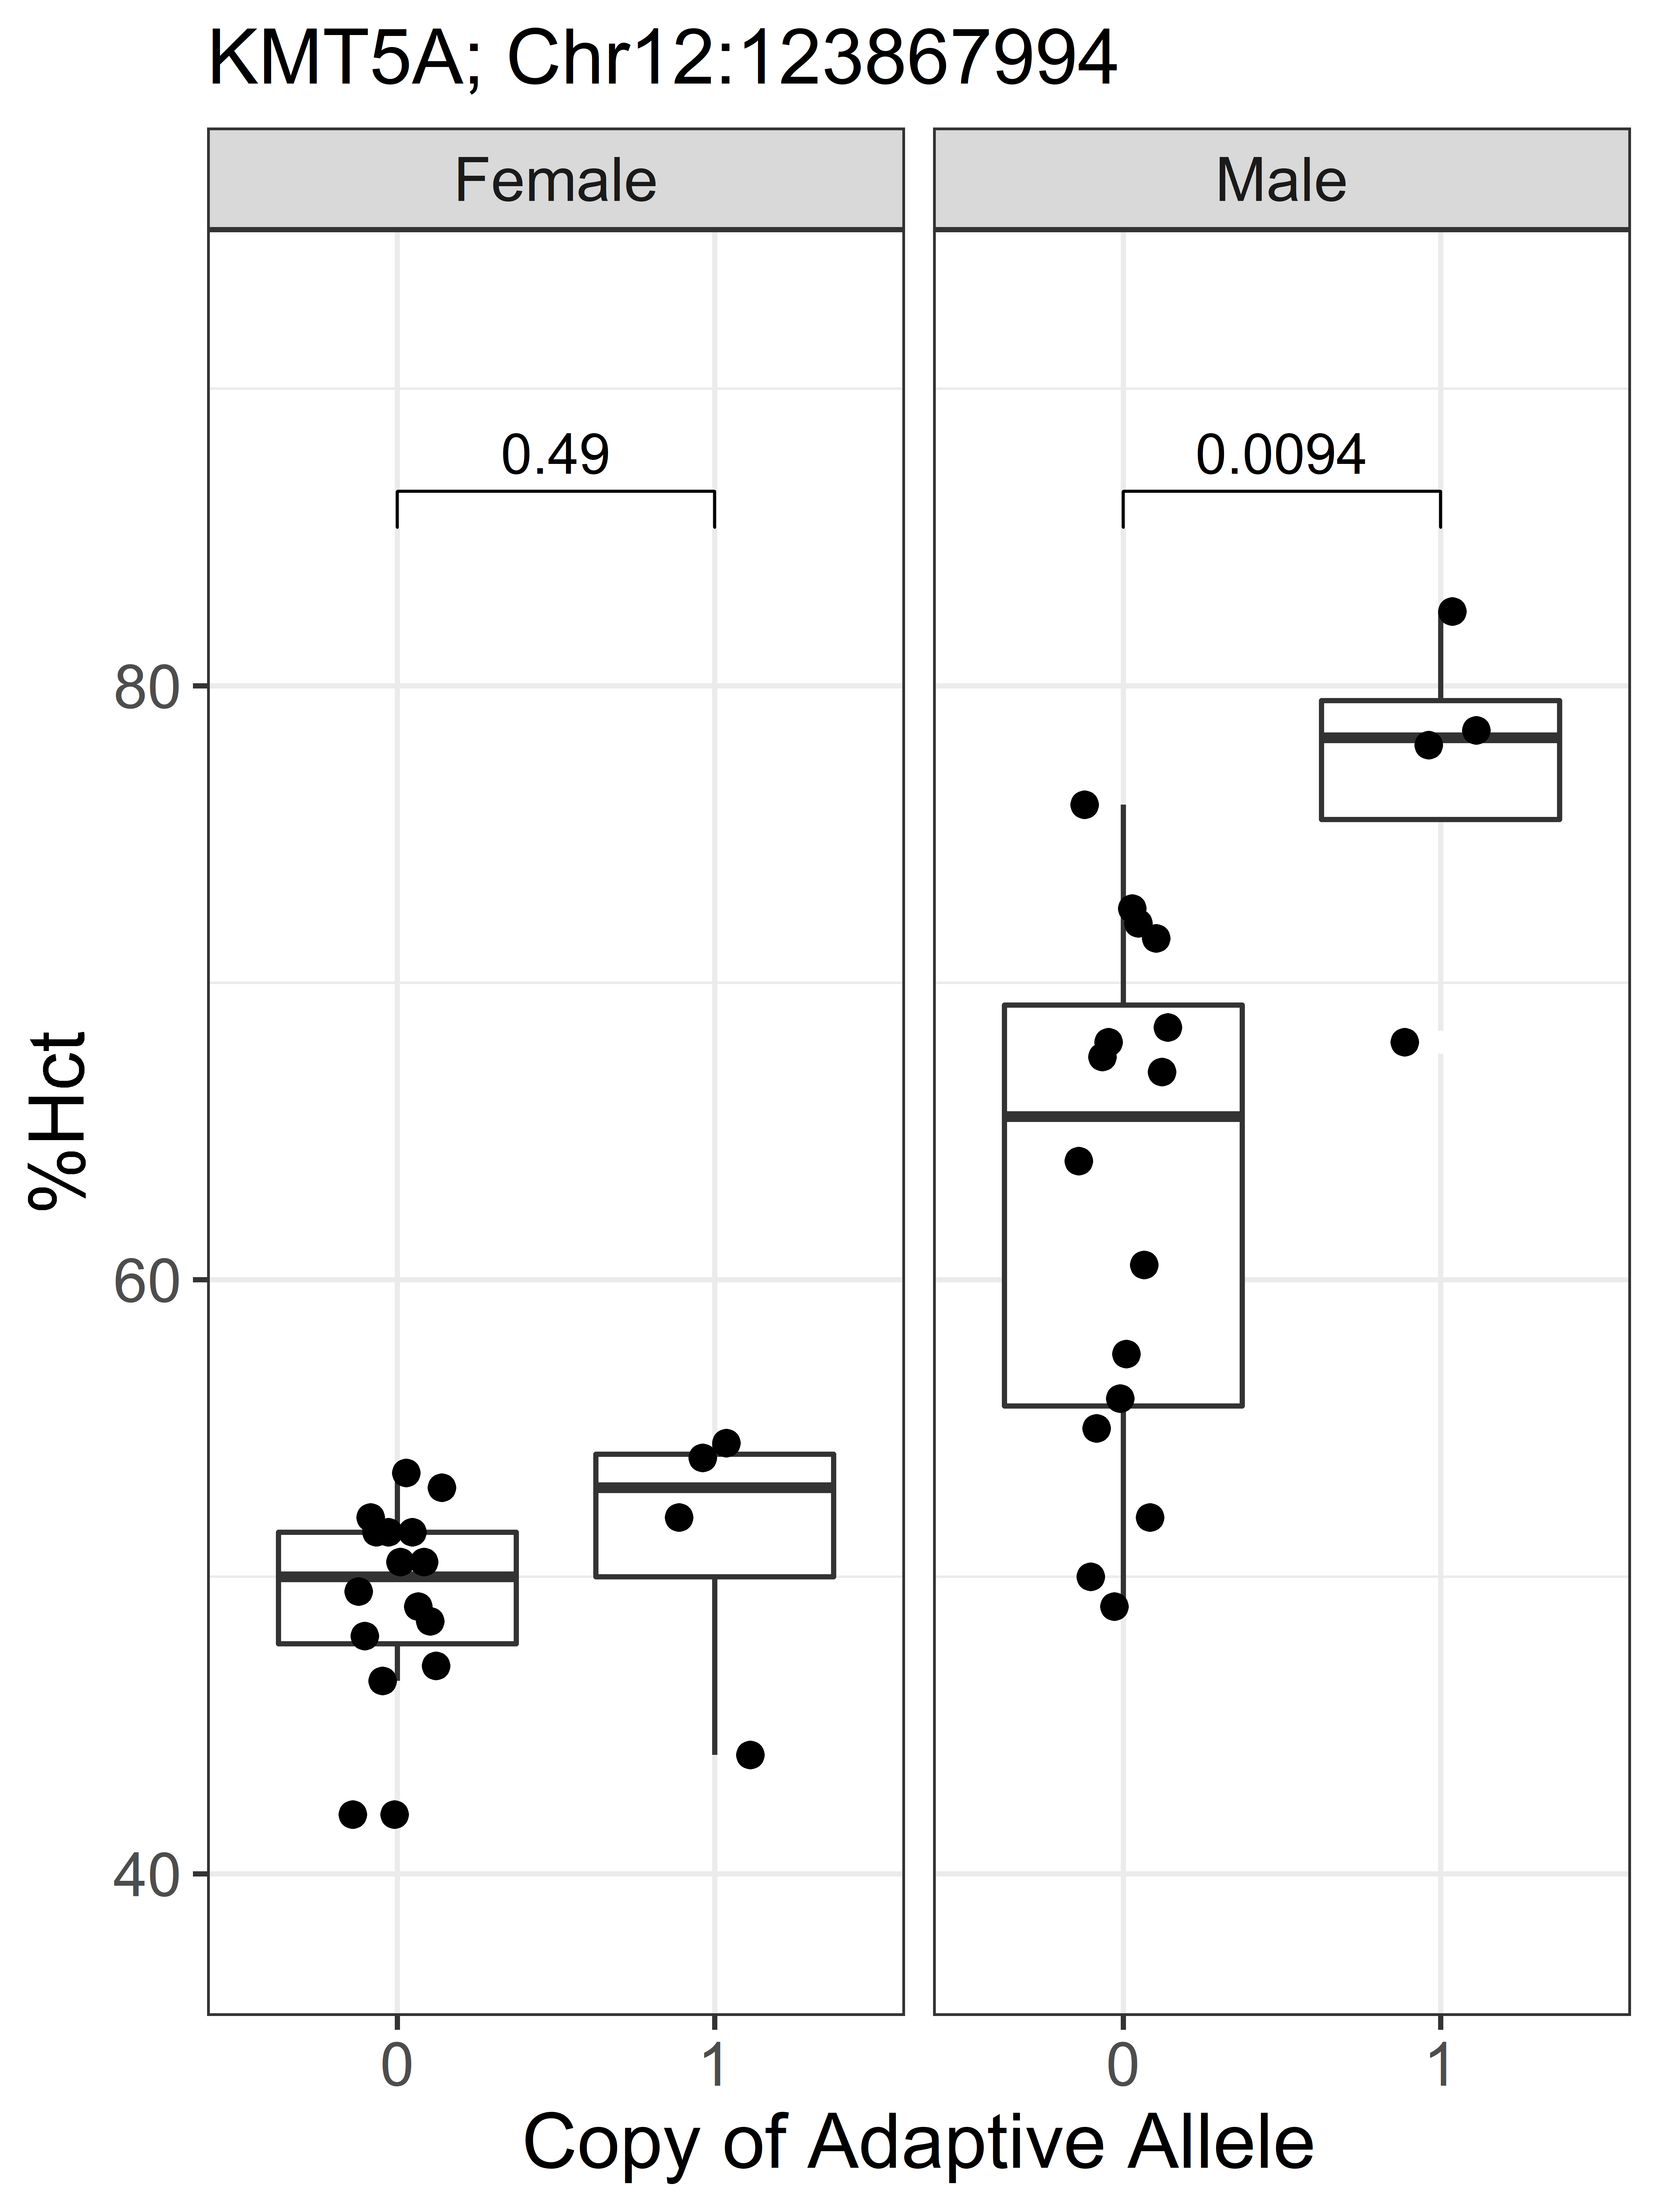 KMT5A; Chr12:123867994
Female
Male
0.49
0.0094
%Hct
80
60
40
0
1
0
1
Copy of Adaptive Allele